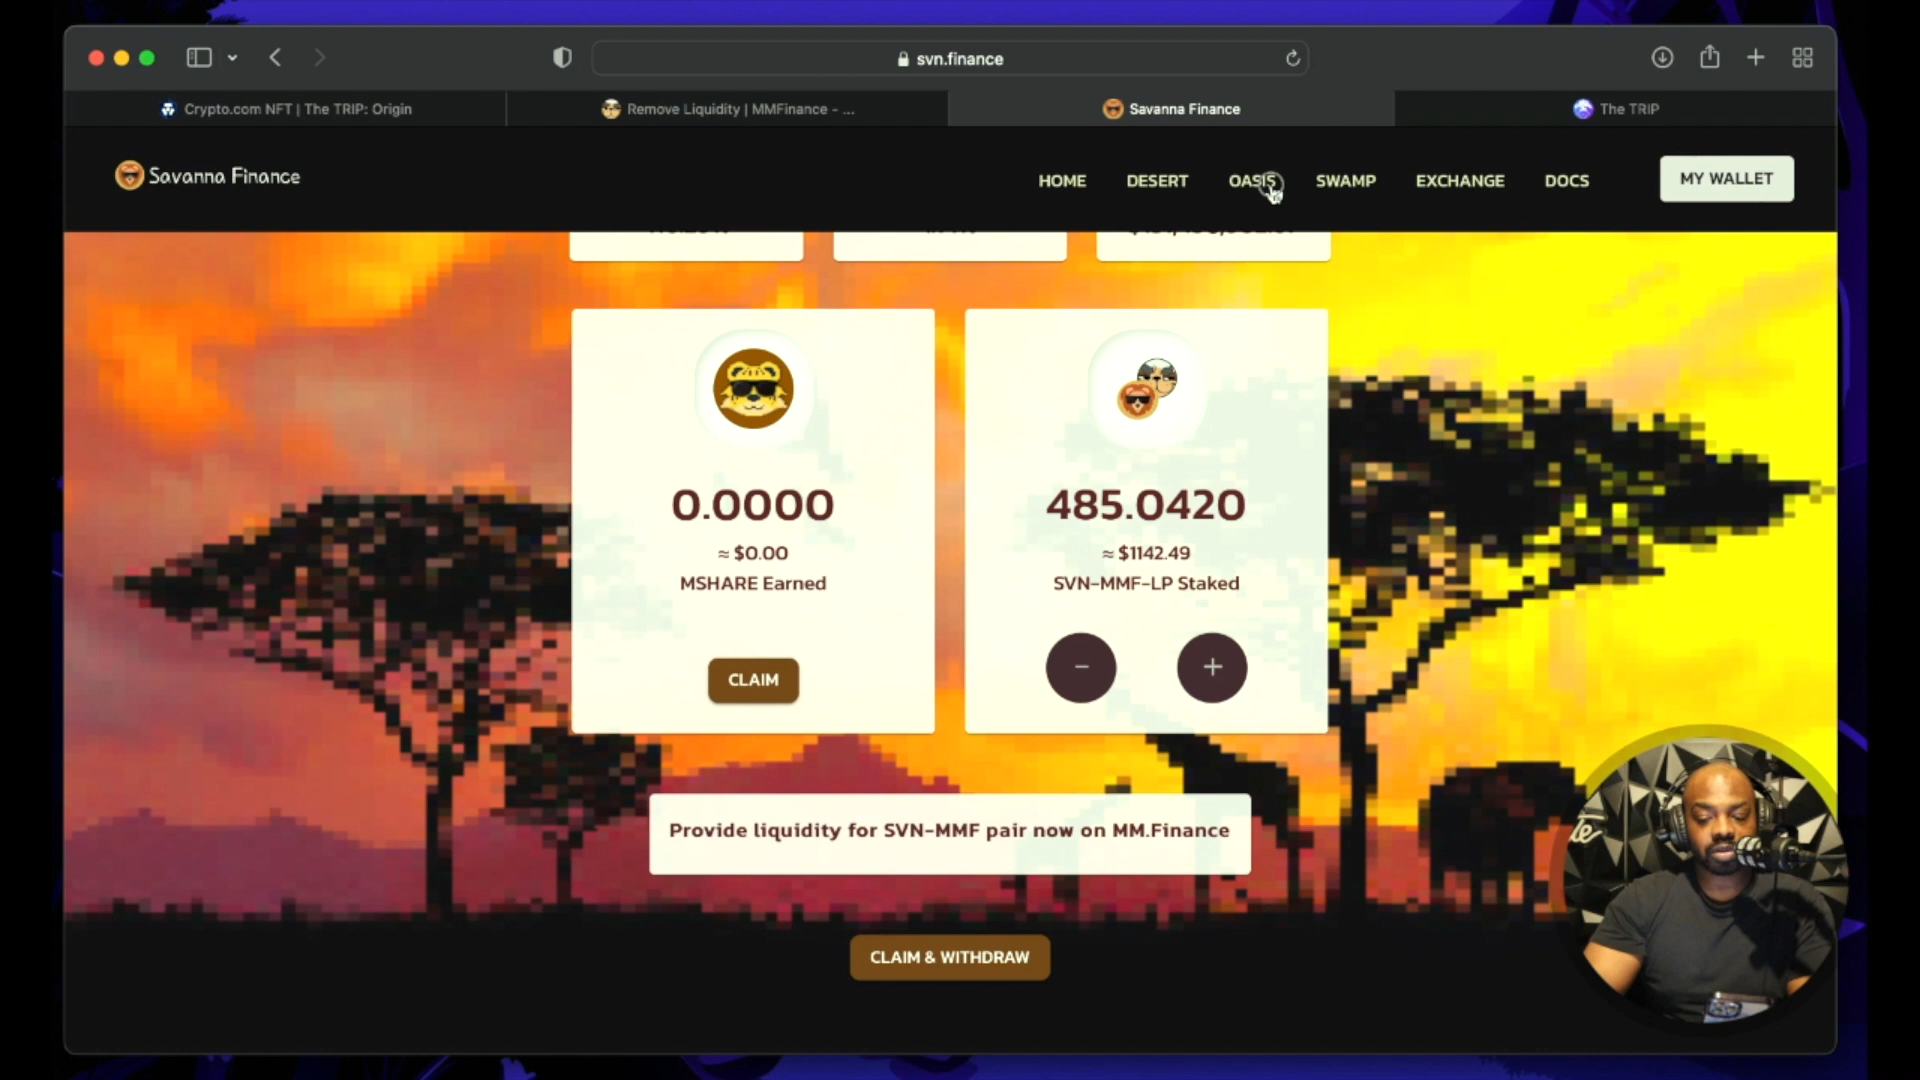 svn.finance
Crypto.com NFT | The TRIP: Origin
Remove Liquidity | MMFinance - ...
Savanna Finance
The TRIP
Savanna Finance
HOME
DESERT
OASIS
SWAMP
EXCHANGE
DOCS
MY WALLET
0.0000
≈ $0.00
MSHARE Earned
CLAIM
485.0420
≈ $1142.49
SVN-MMF-LP Staked
−
+
Provide liquidity for SVN-MMF pair now on MM.Finance
CLAIM & WITHDRAW